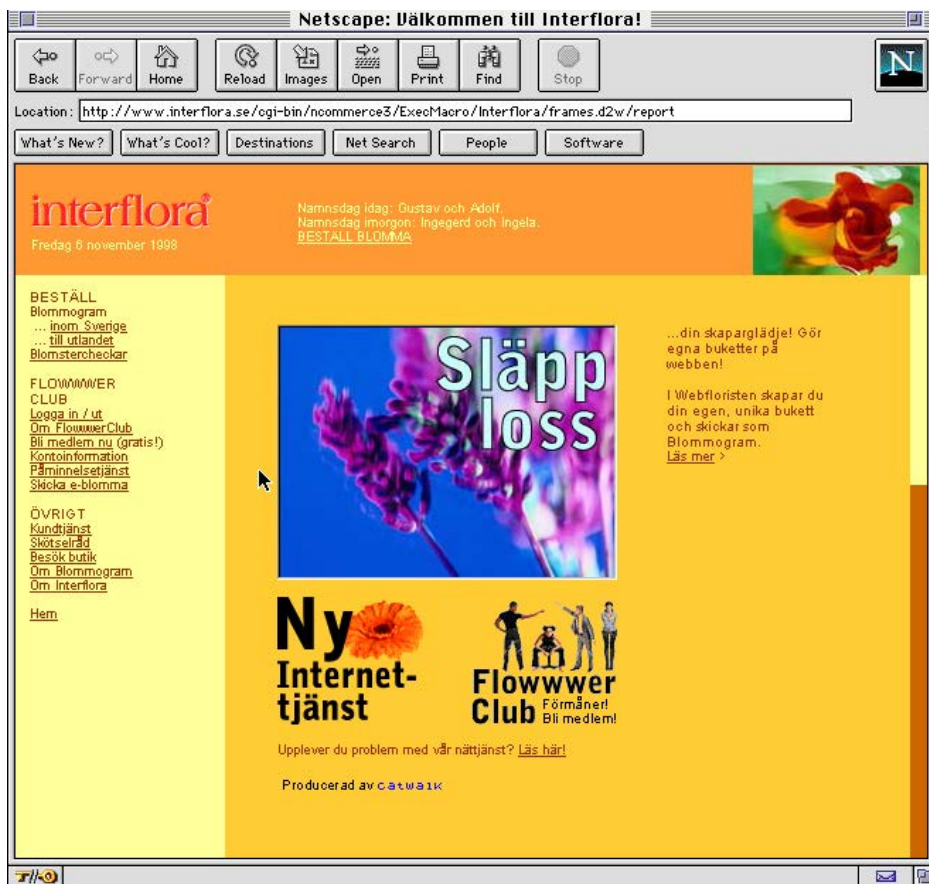 Netscape: Välkommen till Interflora!
Back Forward Home Reload Images Open Print Find Stop
N
Location: http://www.interflora.se/cgi-bin/ncommerce3/ExecMacro/Interflora/frames.d2w/report
What's New? What's Cool? Destinations Net Search People Software
interflora®
Fredag 6 november 1998
Namnsdag idag: Gustav och Adolf.
Namnsdag imorgon: Ingegerd och Ingela.
BESTÄLL BLOMMA
BESTÄLL
Blommogram
... inom Sverige
... till utlandet
Blomstercheckar
FLOWWWER
CLUB
Logga in / ut
Om FlowwwerClub
Bli medlem nu (gratis!)
Kontoinformation
Påminnelsetjänst
Skicka e-blomma
ÖVRIGT
Kundtjänst
Skötselråd
Besök butik
Om Blommogram
Om Interflora
Hem
Släpp
loss
...din skaparglädje! Gör
egna buketter på
webben!
I Webfloristen skapar du
din egen, unika bukett
och skickar som
Blommogram.
Läs mer >
Ny
Internet-
tjänst
Flowwwer
Club Förmåner!
Bli medlem!
Upplever du problem med vår nättjänst? Läs här!
Producerad av catwalk